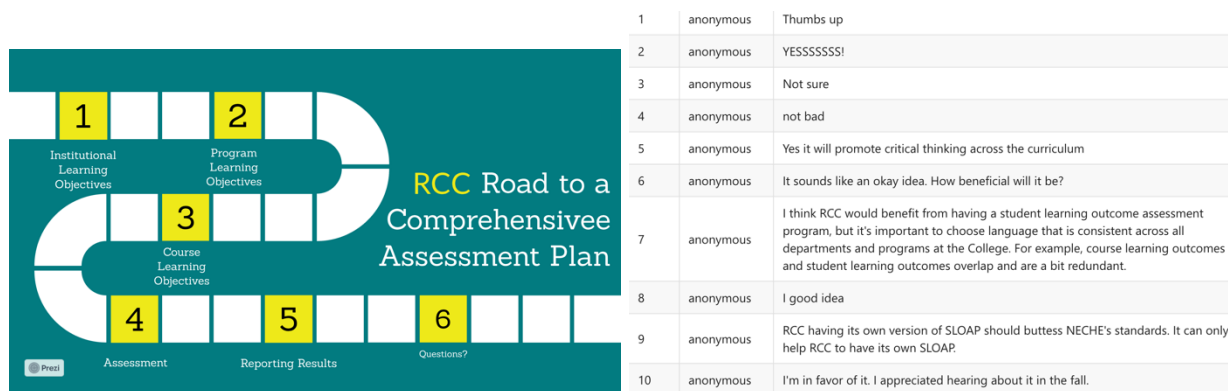 1
2
Institutional
Learning
Objectives
Program
Learning
Objectives
RCC Road to a
Comprehensivee
Assessment Plan
3
Course
Learning
Objectives
4
5
6
Assessment
Reporting Results
Questions?
Prezi
1 anonymous Thumbs up
2 anonymous YESSSSSSS!
3 anonymous Not sure
4 anonymous not bad
5 anonymous Yes it will promote critical thinking across the curriculum
6 anonymous It sounds like an okay idea. How beneficial will it be?
7 anonymous I think RCC would benefit from having a student learning outcome assessment
program, but it's important to choose language that is consistent across all
departments and programs at the College. For example, course learning outcomes
and student learning outcomes overlap and are a bit redundant.
8 anonymous I good idea
9 anonymous RCC having its own version of SLOAP should buttess NECHE's standards. It can only
help RCC to have its own SLOAP.
10 anonymous I'm in favor of it. I appreciated hearing about it in the fall.